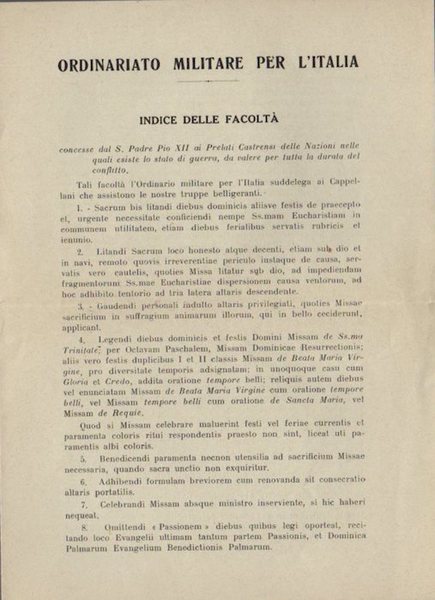 ORDINARIATO MILITARE PER L'ITALIA
INDICE DELLE FACOLTÀ
concesse dal S. Padre Pio XII ai Prelati Castrensi delle Nazioni nelle
quali esiste lo stato di guerra, da valere per tutta la durata del
conflitto.
Tali facoltà l'Ordinario militare per l'Italia suddelega ai Cappel-
lani che assistono le nostre truppe belligeranti.·
1. - Sacrum bis litandi diebus dominicis aliisve festis de praecepto
et, urgente necessitate conficiendi nempe Ss.mam Eucharistiam in
communem utilitatem, etiam diebus ferialibus servatis rubricis et
ieiunio.
2. Litandi Sacrum loco honesto atque decenti, etiam sub dio et
in navi, remoto quovis irreverentiae periculo instaque de causa, ser-
vatis vero cautelis, quoties Missa litatur sub dio, ad impediendam
fragmentorum Ss.mae Eucharistiae dispersionem causa ventorum, ad
hoc adhibito tentorio ad tria latera altaris descendente.
3. - Gaudendi personali indulto altaris privilegiati, quoties Missae
sacrificium in suffragium animarum illorum, qui in bello ceciderunt,
applicant.
4. Legendi diebus dominicis et festis Domini Missam de Ss.ma
Trinitate, per Octavam Paschalem, Missam Dominicae Resurrectionis;
aliis vero festis duplicibus I et II classis Missam de Beata Maria Vir-
gine, pro diversitate temporis adsignatam; in unoquoque casu cum
Gloria et Credo, addita oratione tempore belli; reliquis autem diebus
vel enunciatam Missam de Beata Maria Virgine cum oratione tempore
belli, vel Missam tempore belli cum oratione de Sancta Maria, vel
Missam de Requie.
Quod si Missam celebrare maluerint festi vel feriae currentis et
paramenta coloris ritui respondentis praesto non sint, liceat uti pa-
ramentis albi coloris.
5. Benedicendi paramenta necnon utensilia ad sacrificium Missae
necessaria, quando sacra unctio non exquiritur.
6. Adhibendi formulam breviorem cum renovanda sit consecratio
altaris portatilis.
7. Celebrandi Missam absque ministro inserviente, si hic haberi
nequeat.
8. Omittendi « Passionem » diebus quibus legi oporteat, reci-
tando loco Evangelii ultimam tantum partem Passionis, et Dominica
Palmarum Evangelium Benedictionis Palmarum.